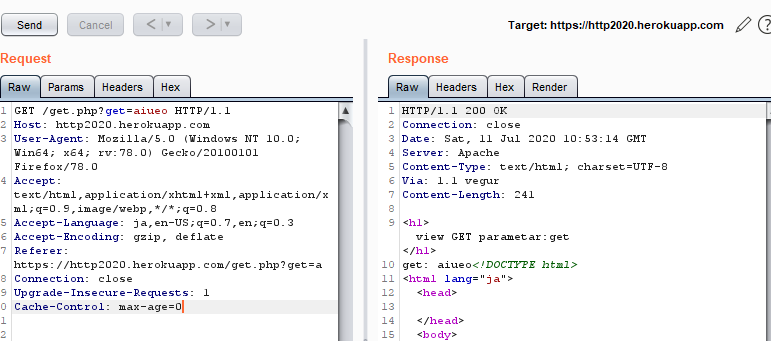 Send Cancel < | ▼ > | ▼ Target: https://http2020.herokuapp.com ?
Request
Raw Params Headers Hex
1 GET /get.php?get=aiueo HTTP/1.1
2 Host: http2020.herokuapp.com
3 User-Agent: Mozilla/5.0 (Windows NT 10.0;
Win64; x64; rv:78.0) Gecko/20100101
Firefox/78.0
4 Accept:
text/html,application/xhtml+xml,application/x
ml;q=0.9,image/webp,*/*;q=0.8
5 Accept-Language: ja,en-US;q=0.7,en;q=0.3
6 Accept-Encoding: gzip, deflate
7 Referer:
https://http2020.herokuapp.com/get.php?get=a
8 Connection: close
9 Upgrade-Insecure-Requests: 1
0 Cache-Control: max-age=0
1
2
Response
Raw Headers Hex Render
1 HTTP/1.1 200 OK
2 Connection: close
3 Date: Sat, 11 Jul 2020 10:53:14 GMT
4 Server: Apache
5 Content-Type: text/html; charset=UTF-8
6 Via: 1.1 vegur
7 Content-Length: 241
8
9 <h1>
view GET parametar:get
</h1>
10 get: aiueo<!DOCTYPE html>
11 <html lang="ja">
12 <head>
13
14 </head>
15 <body>